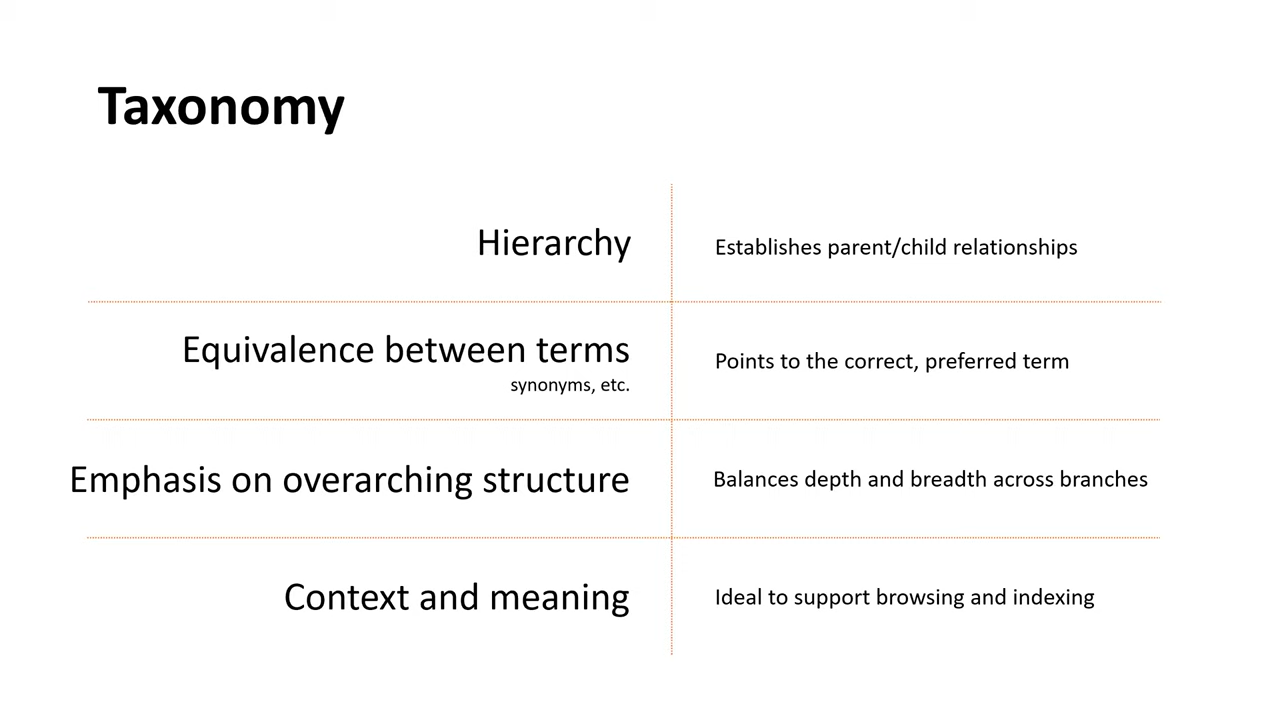 Taxonomy
Hierarchy
Establishes parent/child relationships
Equivalence between terms
synonyms, etc.
Points to the correct, preferred term
Emphasis on overarching structure
Balances depth and breadth across branches
Context and meaning
Ideal to support browsing and indexing